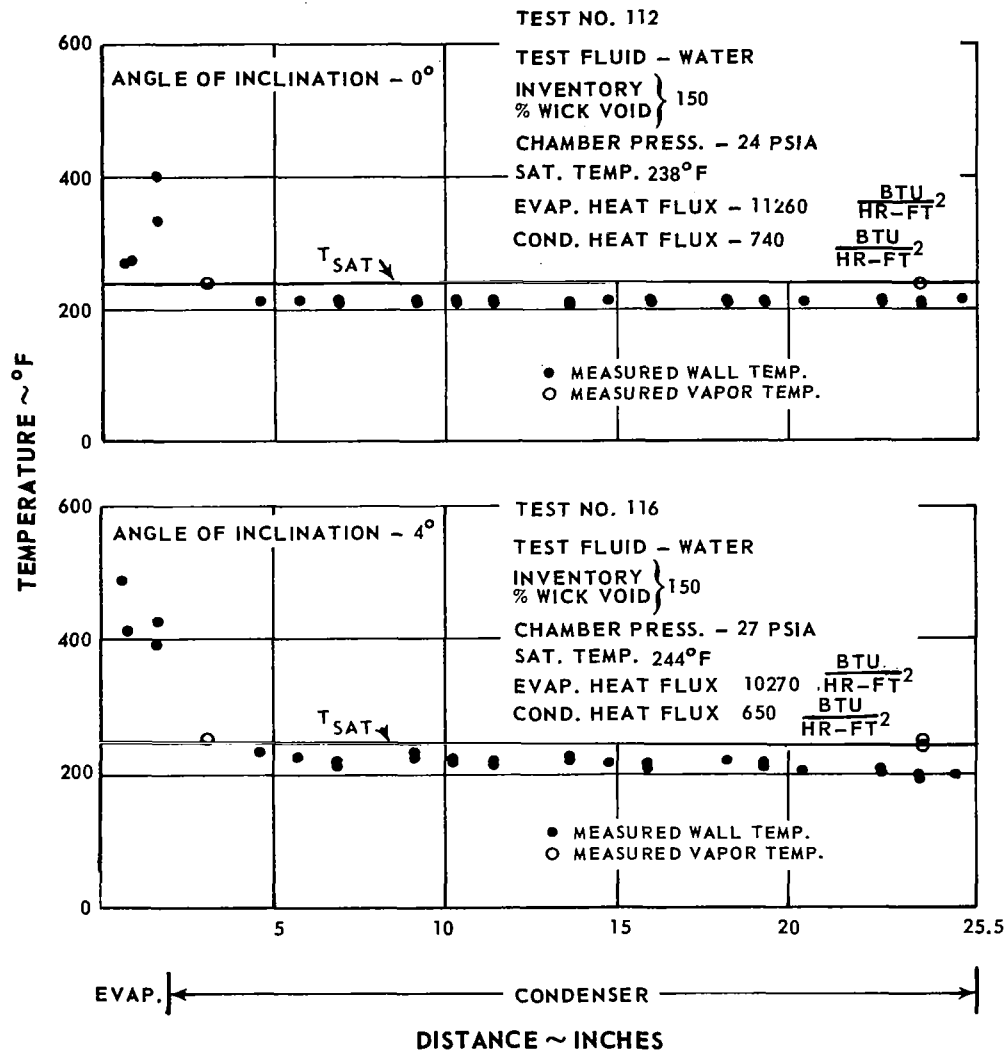 TEST NO. 112
600
ANGLE OF INCLINATION – 0°
TEST FLUID – WATER
INVENTORY
% WICK VOID } 150
CHAMBER PRESS. – 24 PSIA
SAT. TEMP. 238°F
400
EVAP. HEAT FLUX – 11260 BTU/HR–FT²
COND. HEAT FLUX – 740 BTU/HR–FT²
TSAT
200
● MEASURED WALL TEMP.
○ MEASURED VAPOR TEMP.
0
TEMPERATURE ~ °F
600
ANGLE OF INCLINATION – 4°
TEST NO. 116
TEST FLUID – WATER
INVENTORY
% WICK VOID } 150
CHAMBER PRESS. – 27 PSIA
400
SAT. TEMP. 244°F
EVAP. HEAT FLUX 10270 BTU/HR–FT²
COND. HEAT FLUX 650 BTU/HR–FT²
TSAT
200
● MEASURED WALL TEMP.
○ MEASURED VAPOR TEMP.
0
5 10 15 20 25.5
EVAP. CONDENSER
DISTANCE ~ INCHES